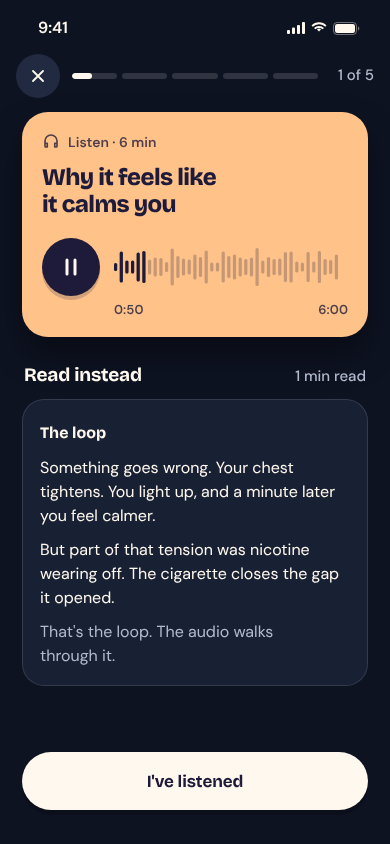 9:41
1 of 5
Listen · 6 min
Why it feels like
it calms you
0:50
6:00
Read instead
1 min read
The loop
Something goes wrong. Your chest
tightens. You light up, and a minute later
you feel calmer.
But part of that tension was nicotine
wearing off. The cigarette closes the gap
it opened.
That's the loop. The audio walks
through it.
I've listened